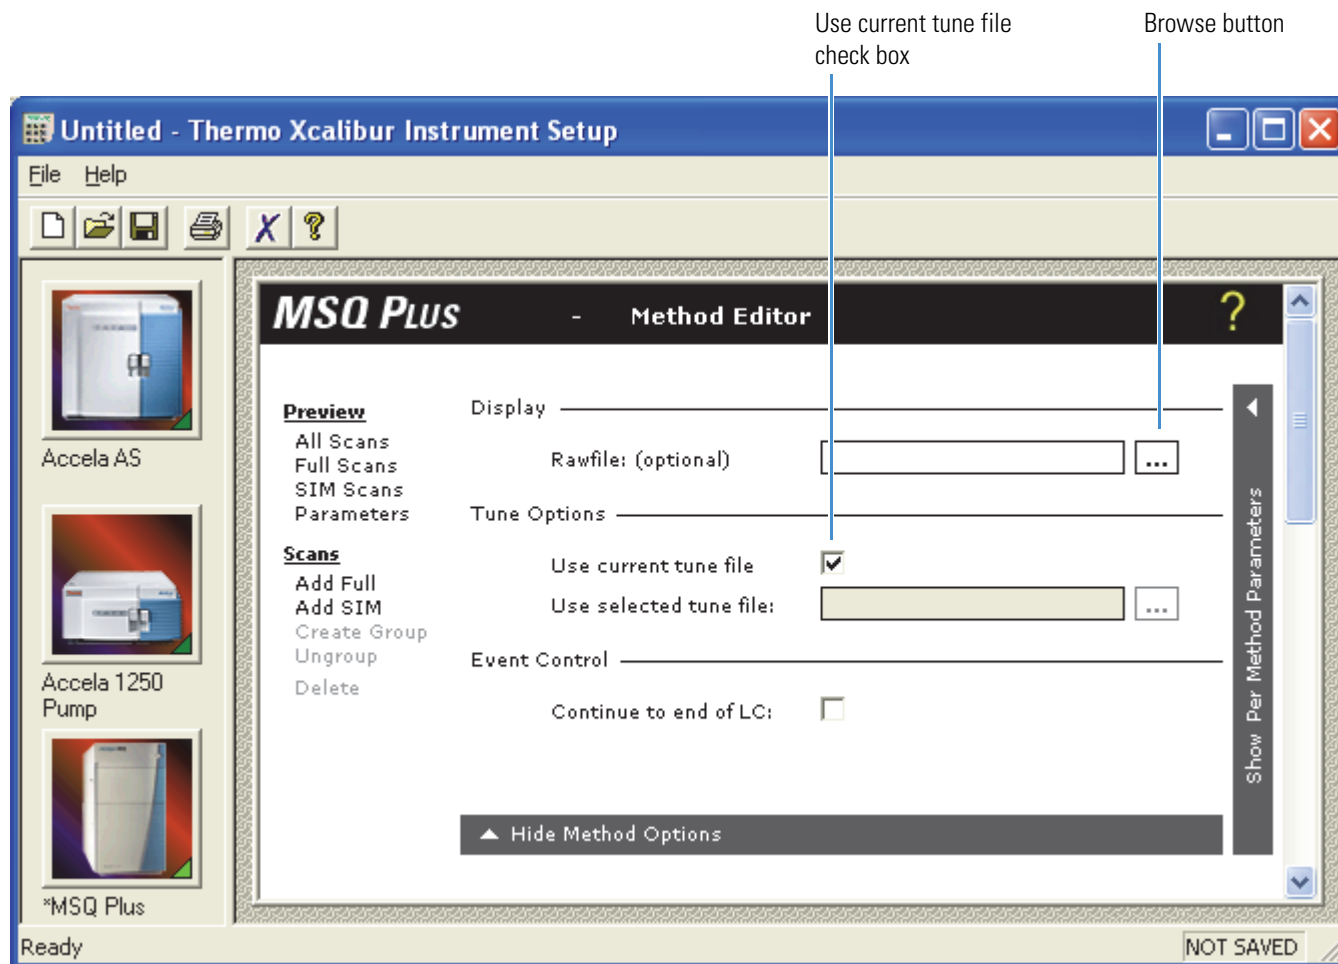 Use current tune file
check box
Browse button
Untitled - Thermo Xcalibur Instrument Setup
File Help
Accela AS
Accela 1250
Pump
*MSQ Plus
MSQ PLUS - Method Editor ?
Preview
All Scans
Full Scans
SIM Scans
Parameters
Scans
Add Full
Add SIM
Create Group
Ungroup
Delete
Display
Rawfile: (optional)
...
Tune Options
Use current tune file
Use selected tune file:
...
Event Control
Continue to end of LC:
Hide Method Options
Show Per Method Parameters
Ready
NOT SAVED